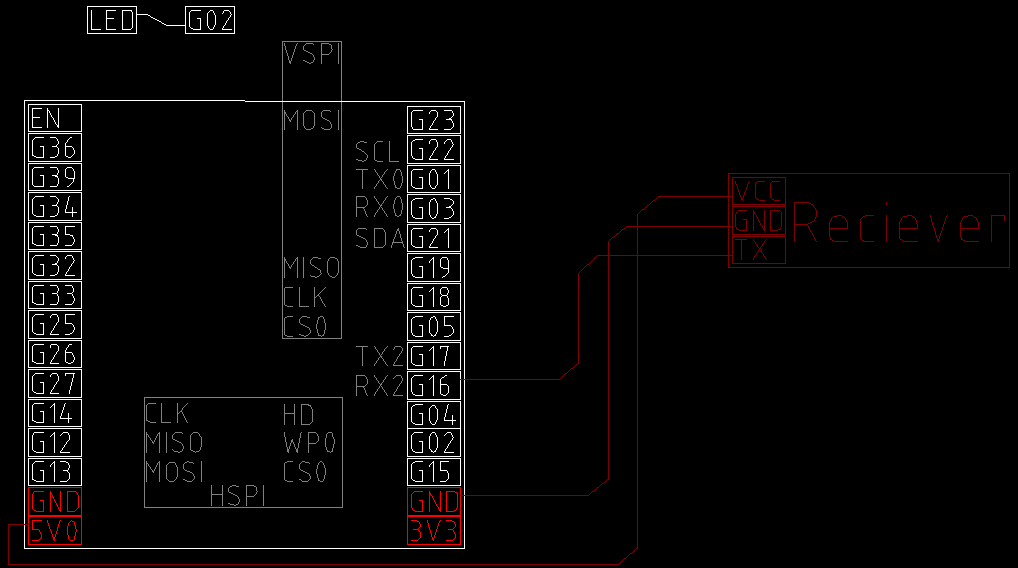 LED G02
VSPI
EN MOSI G23
G36 SCL G22
G39 TX0 G01
G34 RX0 G03
G35 SDA G21
G32 MISO G19
G33 CLK G18
G25 CS0 G05
G26 TX2 G17
G27 RX2 G16
G14 CLK HD G04
G12 MISO WP0 G02
G13 MOSI CS0 G15
HSPI
GND GND
5V0 3V3
VCC
GND Reciever
TX